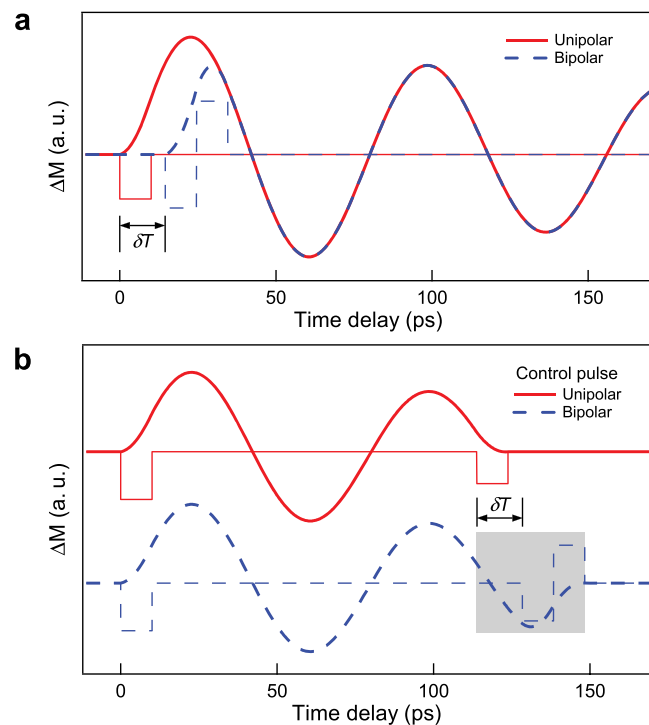 a
Unipolar
Bipolar
ΔM (a. u.)
δT
0
50
100
150
Time delay (ps)
b
Control pulse
Unipolar
Bipolar
ΔM (a. u.)
δT
0
50
100
150
Time delay (ps)